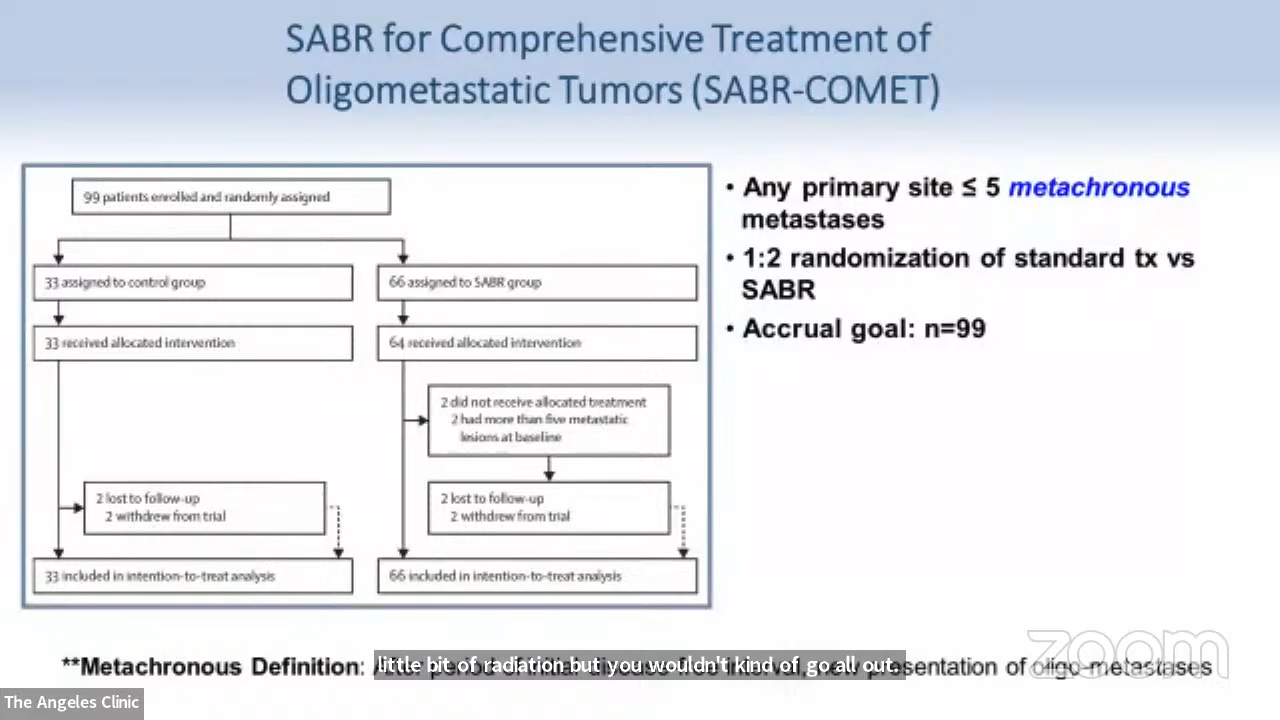 SABR for Comprehensive Treatment of
Oligometastatic Tumors (SABR-COMET)
99 patients enrolled and randomly assigned
33 assigned to control group
66 assigned to SABR group
33 received allocated intervention
64 received allocated intervention
2 did not receive allocated treatment
2 had more than five metastatic
lesions at baseline
2 lost to follow-up
2 withdrew from trial
2 lost to follow-up
2 withdrew from trial
33 included in intention-to-treat analysis
66 included in intention-to-treat analysis
• Any primary site ≤ 5 metachronous
metastases
• 1:2 randomization of standard tx vs
SABR
• Accrual goal: n=99
zoom
**Metachronous Definition: presentation of oligo-metastases
little bit of radiation but you wouldn't kind of go all out.
The Angeles Clinic